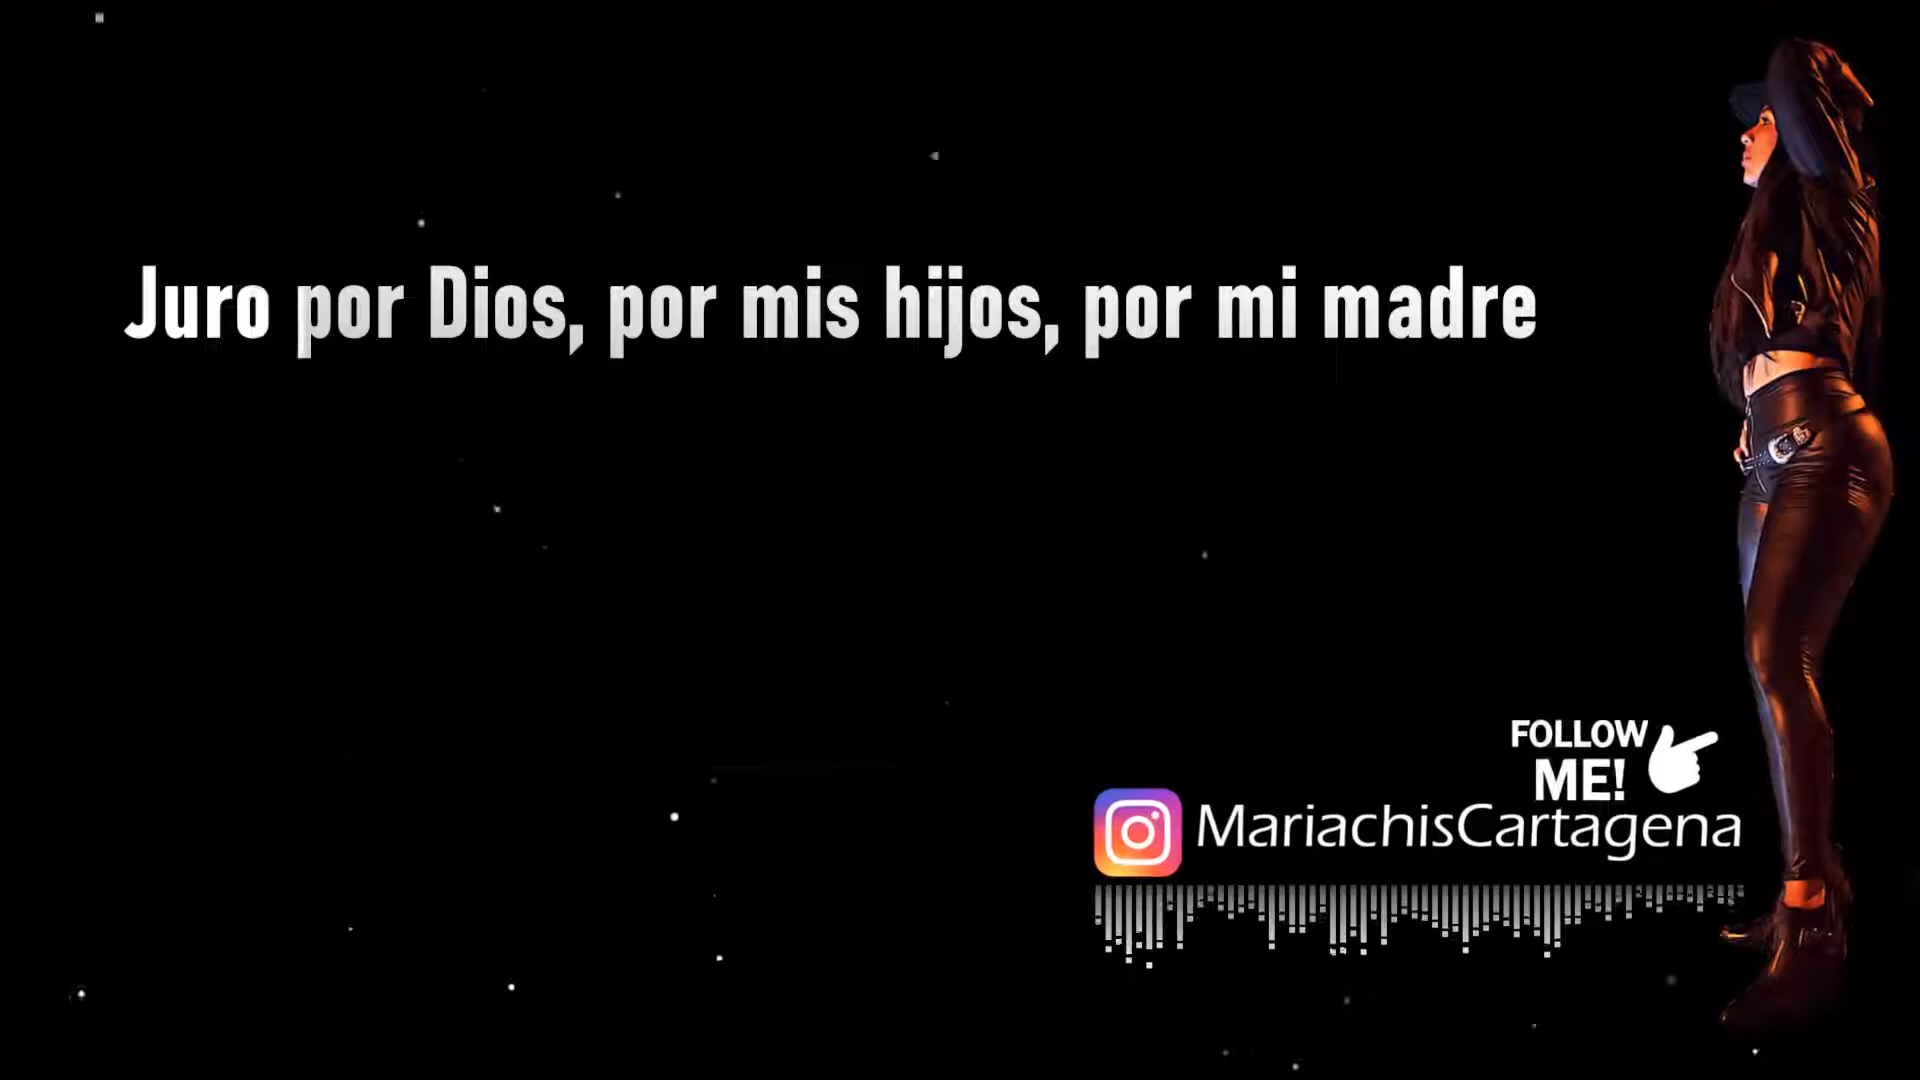 Juro por Dios, por mis hijos, por mi madre
FOLLOW
ME!
MariachisCartagena